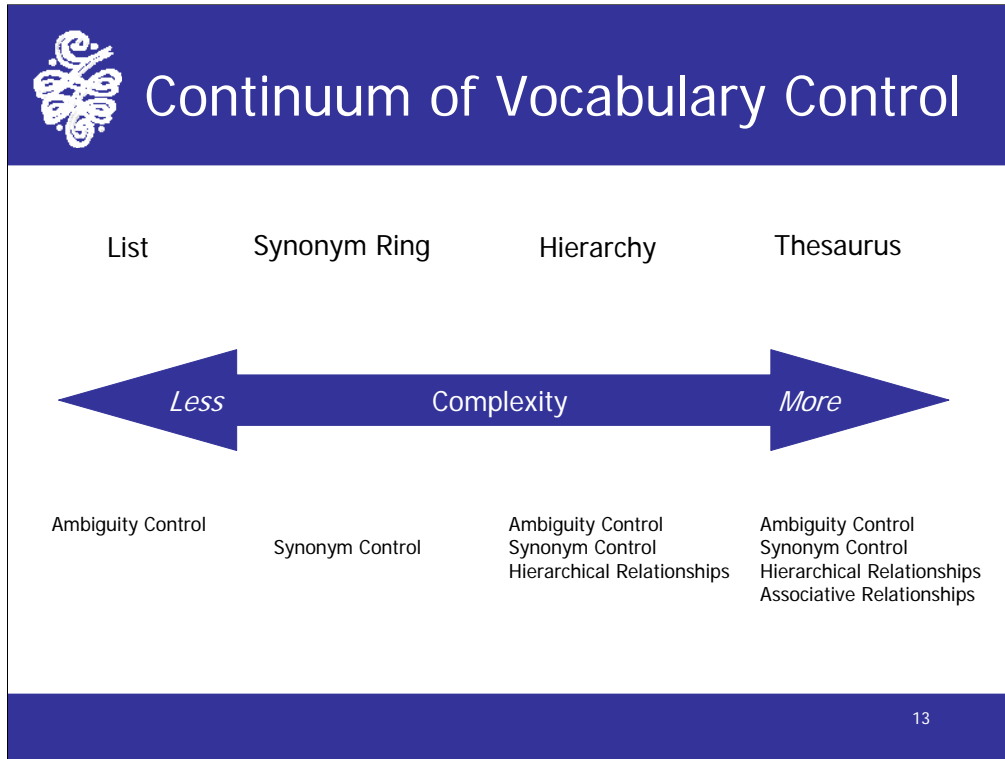 Continuum of Vocabulary Control
List
Synonym Ring
Hierarchy
Thesaurus
Less
Complexity
More
Ambiguity Control
Synonym Control
Ambiguity Control
Synonym Control
Hierarchical Relationships
Ambiguity Control
Synonym Control
Hierarchical Relationships
Associative Relationships
13